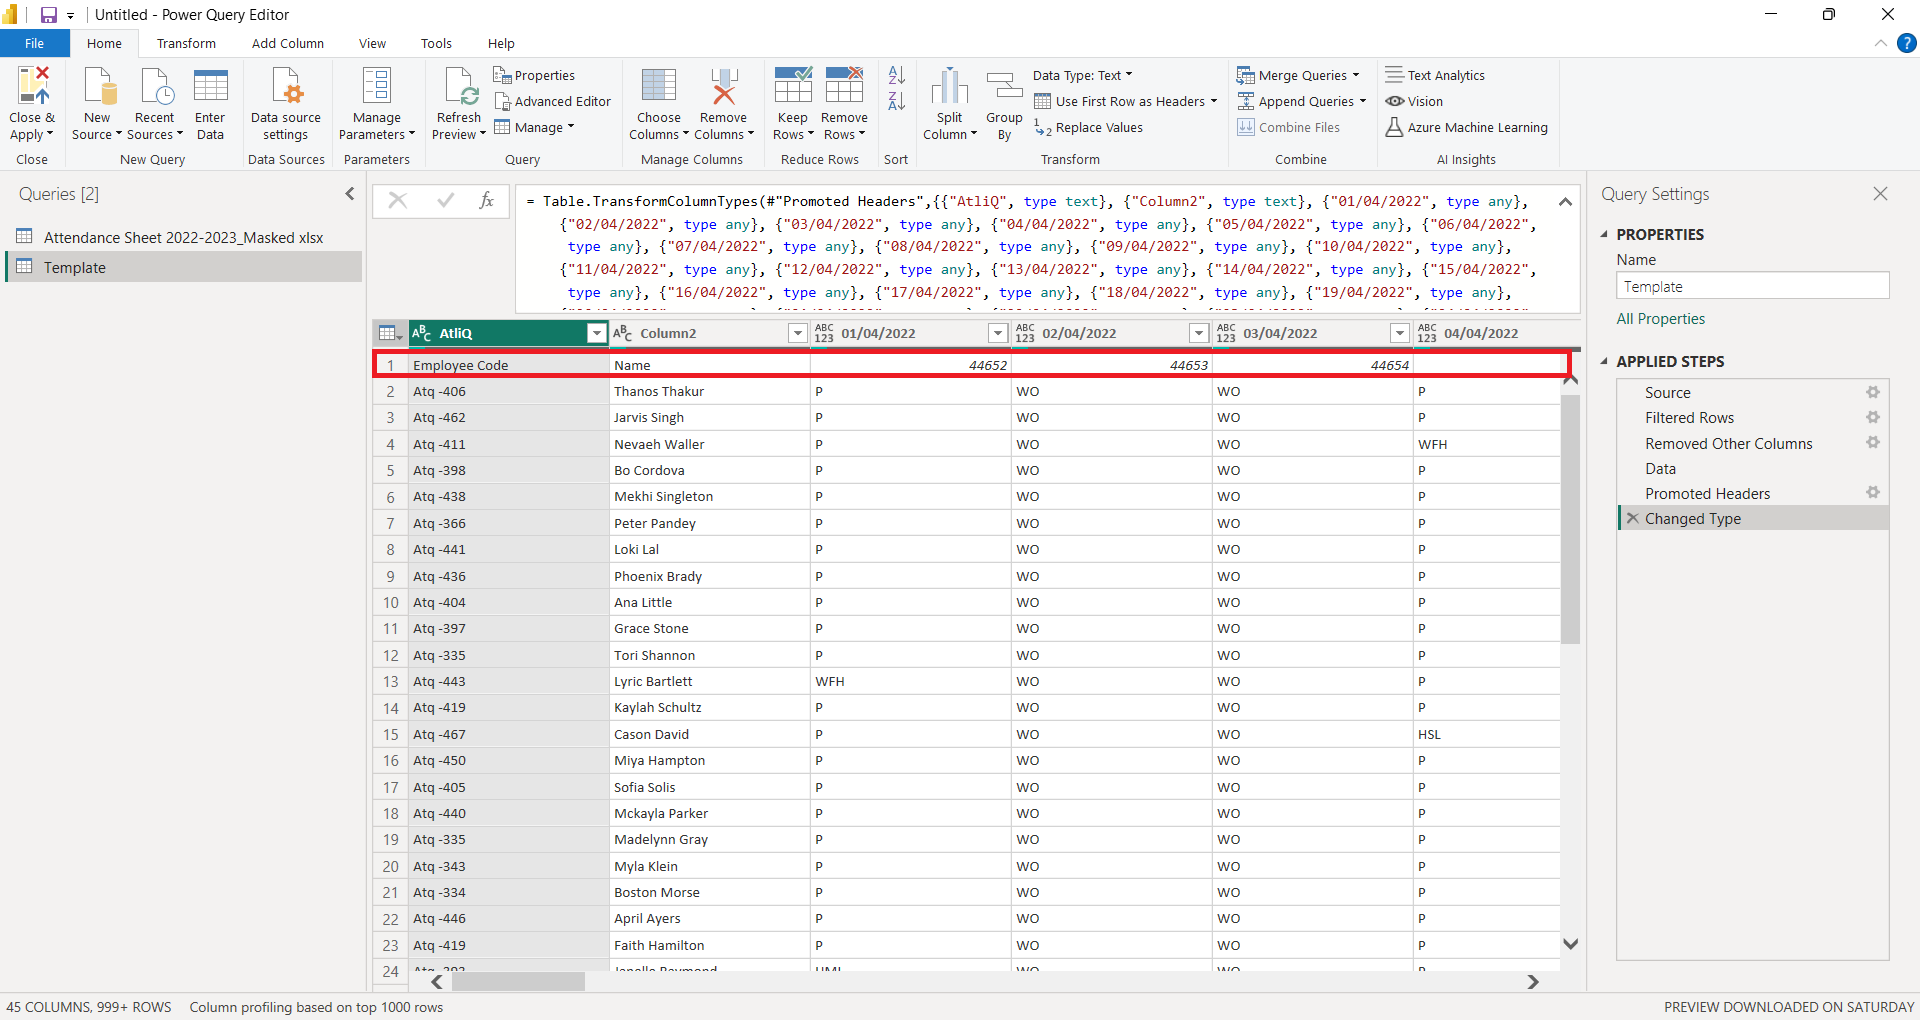 Untitled - Power Query Editor
File Home Transform Add Column View Tools Help
Close & Apply
Close
New Source
Recent Sources
Enter Data
New Query
Data source settings
Data Sources
Manage Parameters
Parameters
Refresh Preview
Properties
Advanced Editor
Manage
Query
Choose Columns
Remove Columns
Manage Columns
Keep Rows
Remove Rows
Reduce Rows
Sort
Split Column
Group By
Data Type: Text
Use First Row as Headers
Replace Values
Transform
Merge Queries
Append Queries
Combine Files
Combine
Text Analytics
Vision
Azure Machine Learning
AI Insights
Queries [2]
Attendance Sheet 2022-2023_Masked xlsx
Template
fx
= Table.TransformColumnTypes(#"Promoted Headers",{{"AtliQ", type text}, {"Column2", type text}, {"01/04/2022", type any},
{"02/04/2022", type any}, {"03/04/2022", type any}, {"04/04/2022", type any}, {"05/04/2022", type any}, {"06/04/2022",
type any}, {"07/04/2022", type any}, {"08/04/2022", type any}, {"09/04/2022", type any}, {"10/04/2022", type any},
{"11/04/2022", type any}, {"12/04/2022", type any}, {"13/04/2022", type any}, {"14/04/2022", type any}, {"15/04/2022",
type any}, {"16/04/2022", type any}, {"17/04/2022", type any}, {"18/04/2022", type any}, {"19/04/2022", type any},
ABC AtliQ ABC Column2 ABC 123 01/04/2022 ABC 123 02/04/2022 ABC 123 03/04/2022 ABC 123 04/04/2022
1 Employee Code Name 44652 44653 44654
2 Atq -406 Thanos Thakur P WO WO P
3 Atq -462 Jarvis Singh P WO WO P
4 Atq -411 Nevaeh Waller P WO WO WFH
5 Atq -398 Bo Cordova P WO WO P
6 Atq -438 Mekhi Singleton P WO WO P
7 Atq -366 Peter Pandey P WO WO P
8 Atq -441 Loki Lal P WO WO P
9 Atq -436 Phoenix Brady P WO WO P
10 Atq -404 Ana Little P WO WO P
11 Atq -397 Grace Stone P WO WO P
12 Atq -335 Tori Shannon P WO WO P
13 Atq -443 Lyric Bartlett WFH WO WO P
14 Atq -419 Kaylah Schultz P WO WO P
15 Atq -467 Cason David P WO WO HSL
16 Atq -450 Miya Hampton P WO WO P
17 Atq -405 Sofia Solis P WO WO P
18 Atq -440 Mckayla Parker P WO WO P
19 Atq -335 Madelynn Gray P WO WO P
20 Atq -343 Myla Klein P WO WO P
21 Atq -334 Boston Morse P WO WO P
22 Atq -446 April Ayers P WO WO P
23 Atq -419 Faith Hamilton P WO WO P
24
Query Settings
PROPERTIES
Name
Template
All Properties
APPLIED STEPS
Source
Filtered Rows
Removed Other Columns
Data
Promoted Headers
Changed Type
45 COLUMNS, 999+ ROWS Column profiling based on top 1000 rows
PREVIEW DOWNLOADED ON SATURDAY